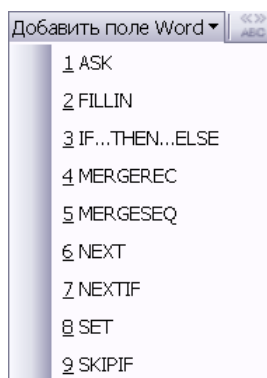 Добавить поле Word
«» ABC
1 ASK
2 FILLIN
3 IF...THEN...ELSE
4 MERGEREC
5 MERGESEQ
6 NEXT
7 NEXTIF
8 SET
9 SKIPIF